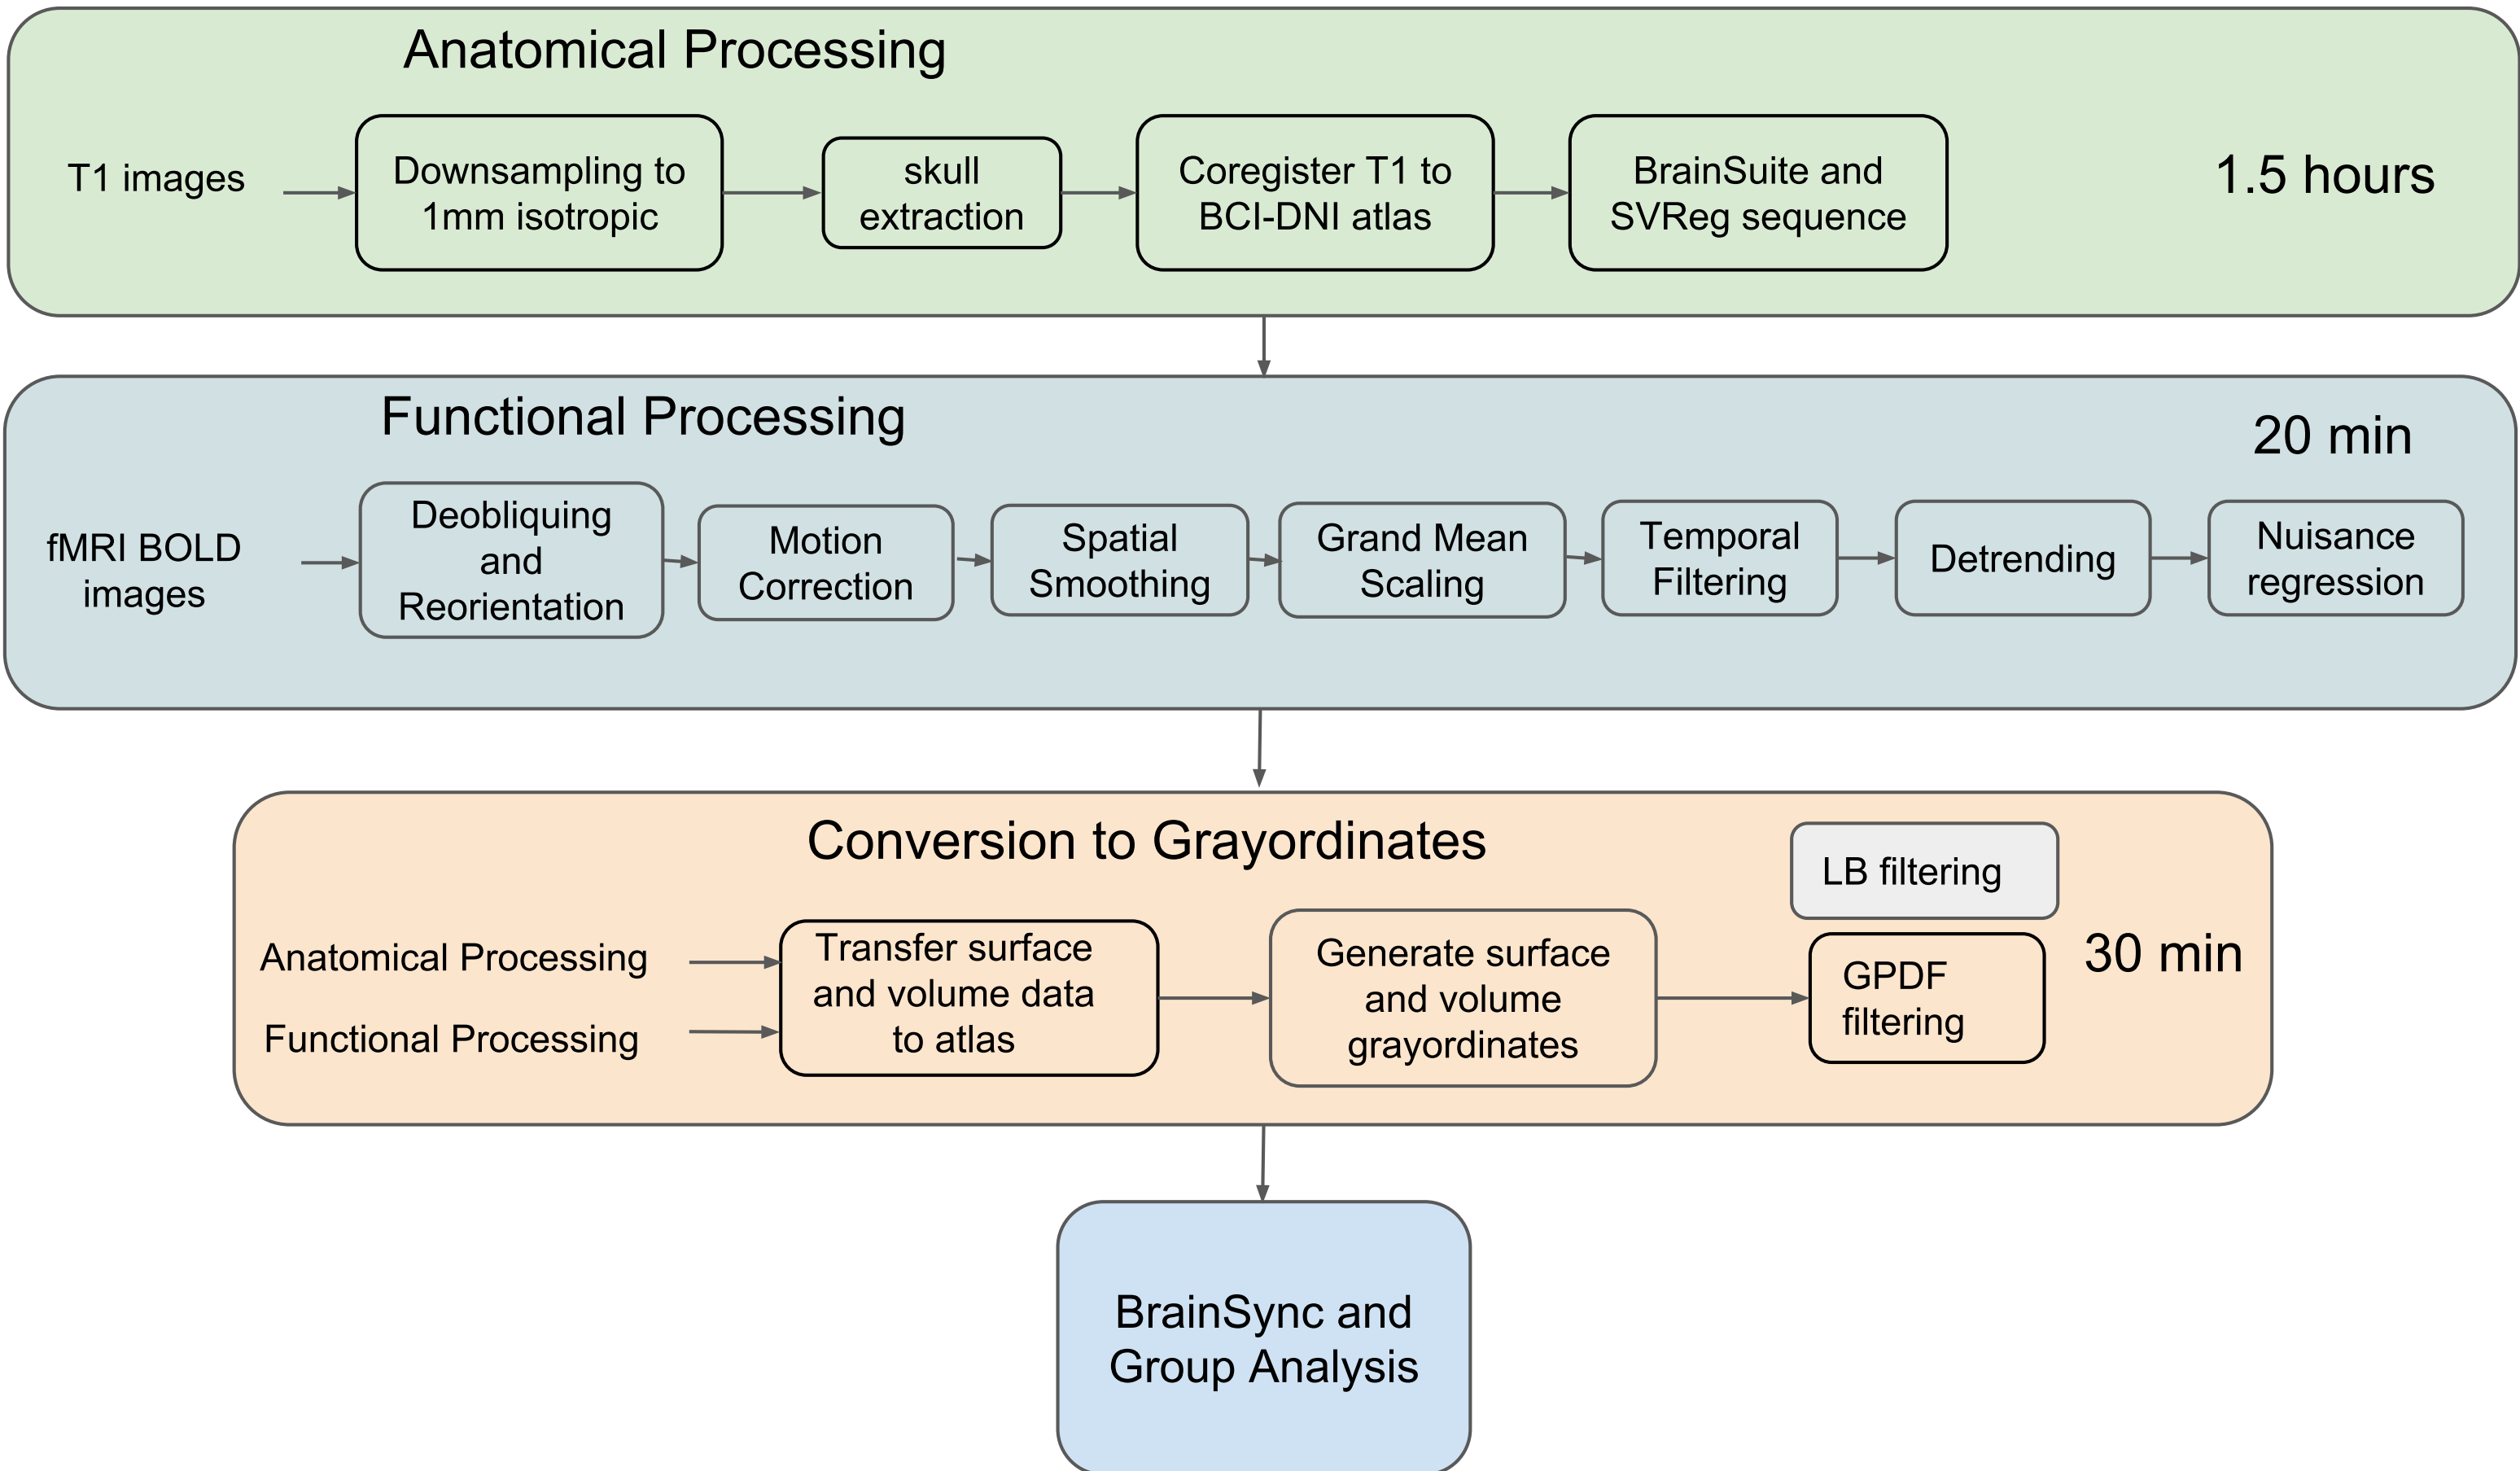 Anatomical Processing
T1 images
Downsampling to
1mm isotropic
skull
extraction
Coregister T1 to
BCI-DNI atlas
BrainSuite and
SVReg sequence
1.5 hours
Functional Processing
20 min
fMRI BOLD
images
Deobliquing
and
Reorientation
Motion
Correction
Spatial
Smoothing
Grand Mean
Scaling
Temporal
Filtering
Detrending
Nuisance
regression
Conversion to Grayordinates
Anatomical Processing
Functional Processing
Transfer surface
and volume data
to atlas
Generate surface
and volume
grayordinates
LB filtering
GPDF
filtering
30 min
BrainSync and
Group Analysis